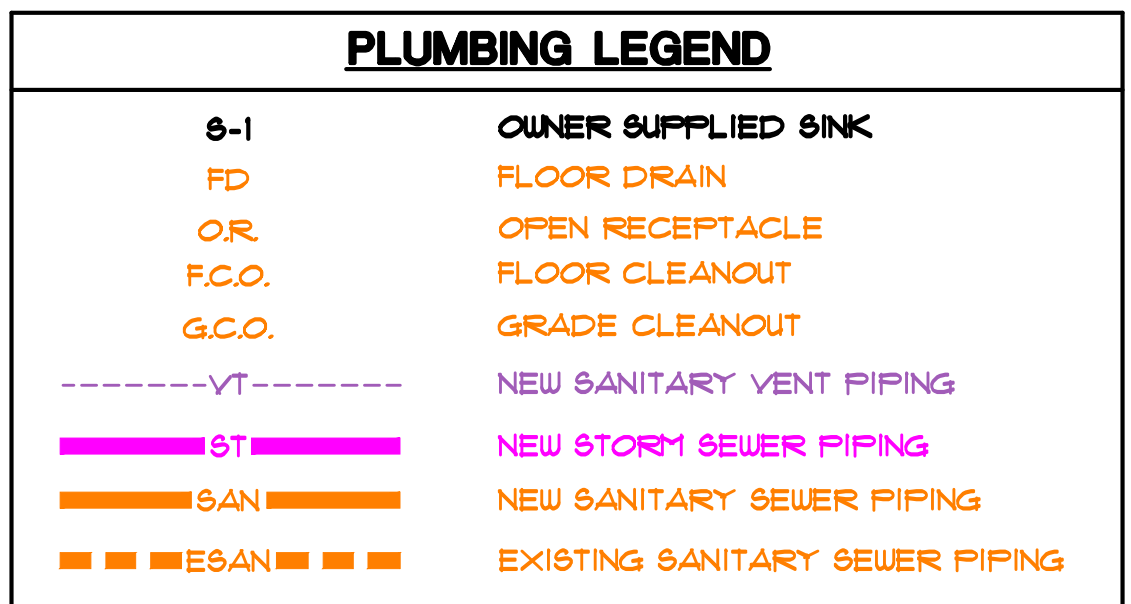 PLUMBING LEGEND
S-1 OWNER SUPPLIED SINK
FD FLOOR DRAIN
O.R. OPEN RECEPTACLE
F.C.O. FLOOR CLEANOUT
G.C.O. GRADE CLEANOUT
VT NEW SANITARY VENT PIPING
ST NEW STORM SEWER PIPING
SAN NEW SANITARY SEWER PIPING
ESAN EXISTING SANITARY SEWER PIPING